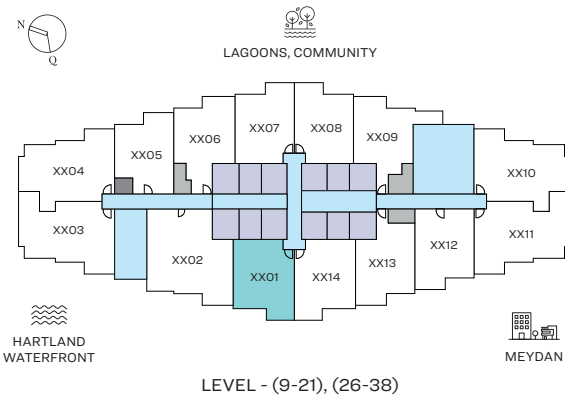 N
Q
LAGOONS, COMMUNITY
XX07
XX08
XX06
XX09
XX05
XX04
XX10
XX03
XX11
XX02
XX12
XX01
XX14
XX13
HARTLAND
WATERFRONT
MEYDAN
LEVEL - (9-21), (26-38)